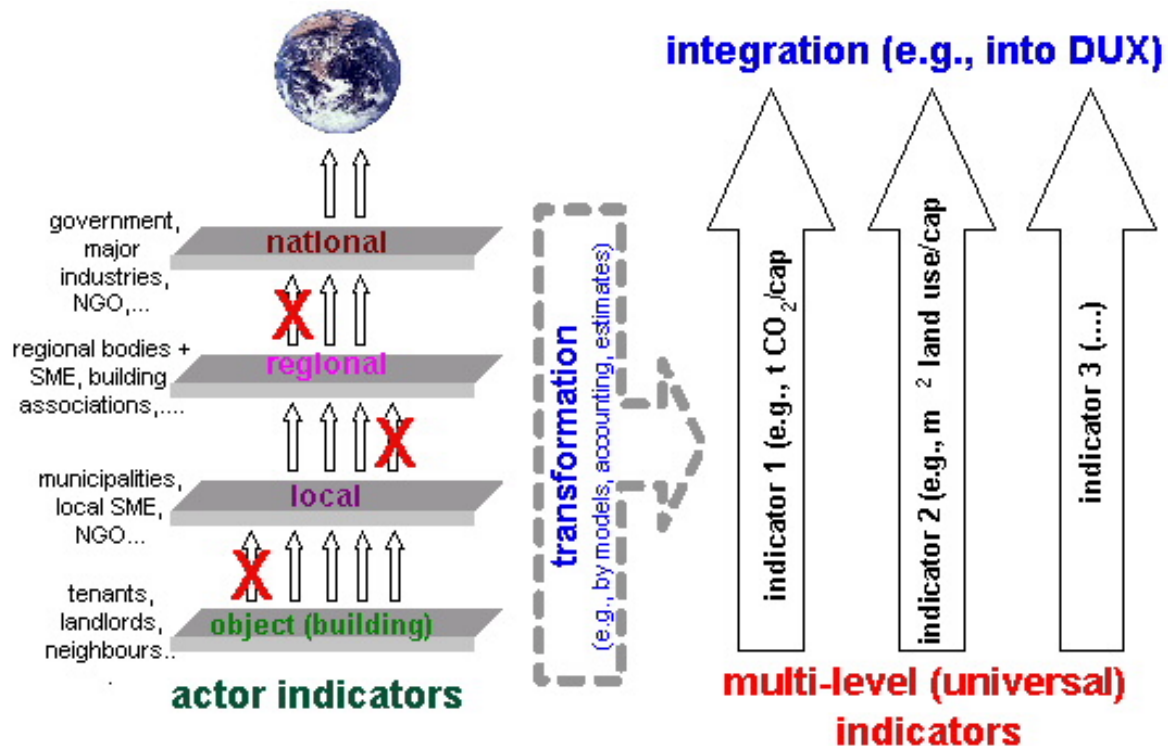 integration (e.g., into DUX)
government,
major
industries,
NGO,...
national
X
regional bodies +
SME, building
associations,....
regional
X
municipalities,
local SME,
NGO...
local
X
tenants,
landlords,
neighbours..
.
object (building)
actor indicators
transformation
(e.g., by models, accounting, estimates)
indicator 1 (e.g., t CO2/cap
indicator 2 (e.g., m 2 land use/cap
indicator 3 (....)
multi-level (universal)
indicators